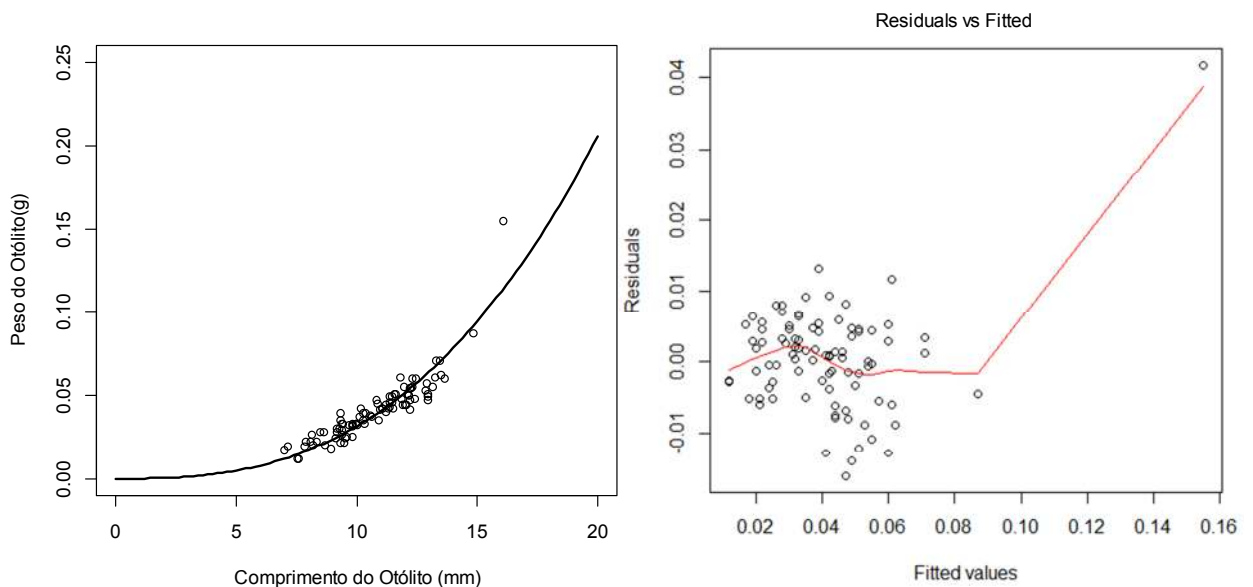 0.25
0.20
0.15
0.10
0.05
0.00
Peso do Otólito(g)
0 5 10 15 20
Comprimento do Otólito (mm)
Residuals vs Fitted
0.04
0.03
0.02
0.01
0.00
-0.01
Residuals
0.02 0.04 0.06 0.08 0.10 0.12 0.14 0.16
Fitted values